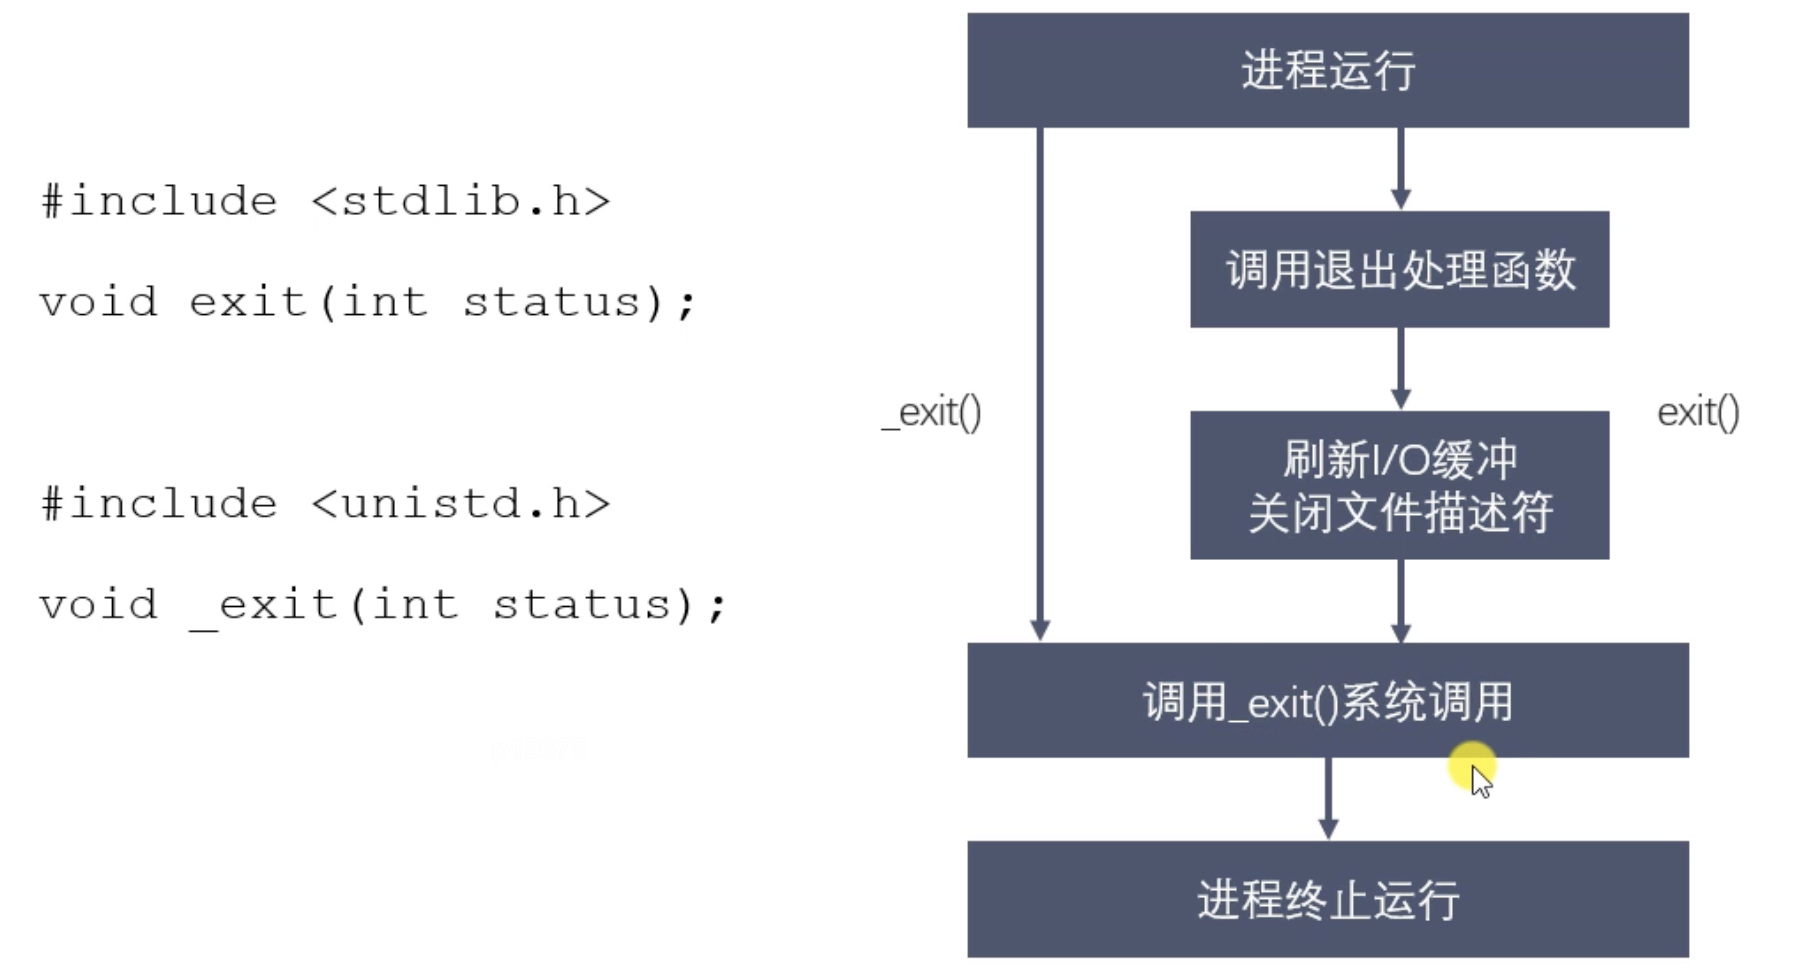 #include <stdlib.h>
void exit(int status);
#include <unistd.h>
void _exit(int status);
进程运行
调用退出处理函数
_exit()
exit()
刷新I/O缓冲
关闭文件描述符
调用_exit()系统调用
进程终止运行